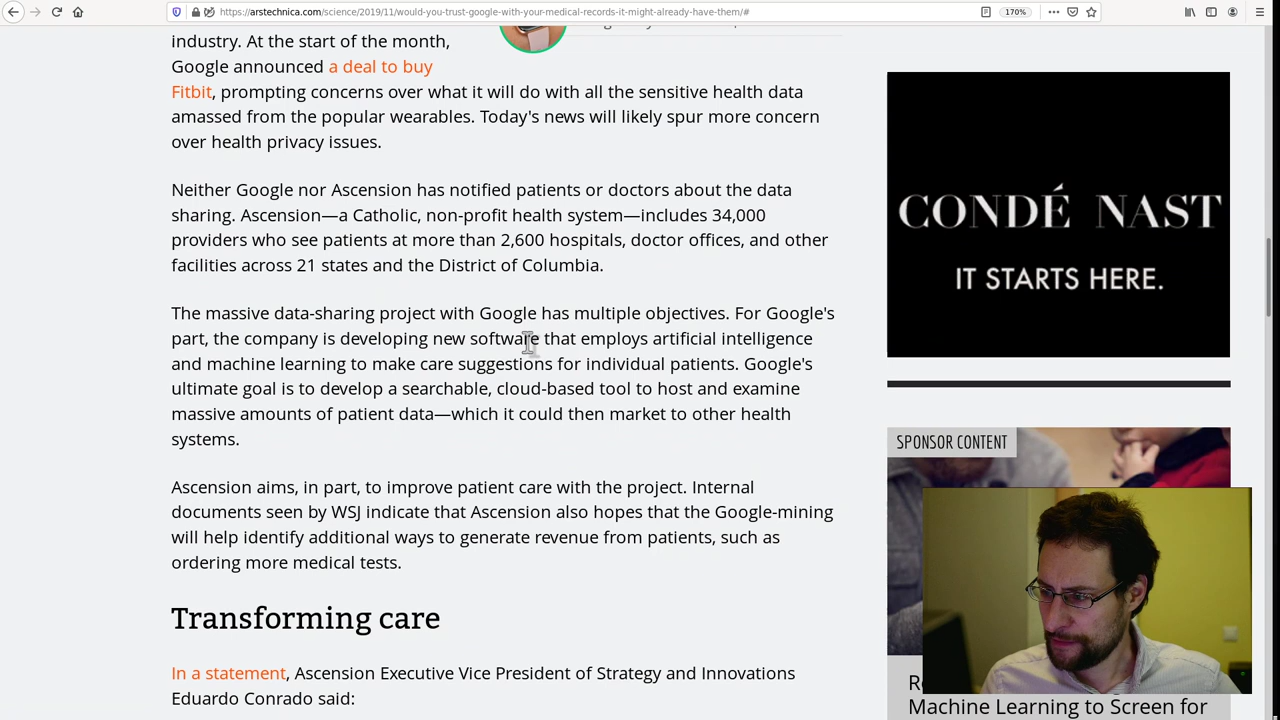 https://arstechnica.com/science/2019/11/would-you-trust-google-with-your-medical-records-it-might-already-have-them/#
170%
industry. At the start of the month,
Google announced a deal to buy
Fitbit, prompting concerns over what it will do with all the sensitive health data
amassed from the popular wearables. Today's news will likely spur more concern
over health privacy issues.
Neither Google nor Ascension has notified patients or doctors about the data
sharing. Ascension—a Catholic, non-profit health system—includes 34,000
providers who see patients at more than 2,600 hospitals, doctor offices, and other
facilities across 21 states and the District of Columbia.
The massive data-sharing project with Google has multiple objectives. For Google's
part, the company is developing new software that employs artificial intelligence
and machine learning to make care suggestions for individual patients. Google's
ultimate goal is to develop a searchable, cloud-based tool to host and examine
massive amounts of patient data—which it could then market to other health
systems.
Ascension aims, in part, to improve patient care with the project. Internal
documents seen by WSJ indicate that Ascension also hopes that the Google-mining
will help identify additional ways to generate revenue from patients, such as
ordering more medical tests.
Transforming care
In a statement, Ascension Executive Vice President of Strategy and Innovations
Eduardo Conrado said:
CONDÉ NAST
IT STARTS HERE.
SPONSOR CONTENT
Machine Learning to Screen for